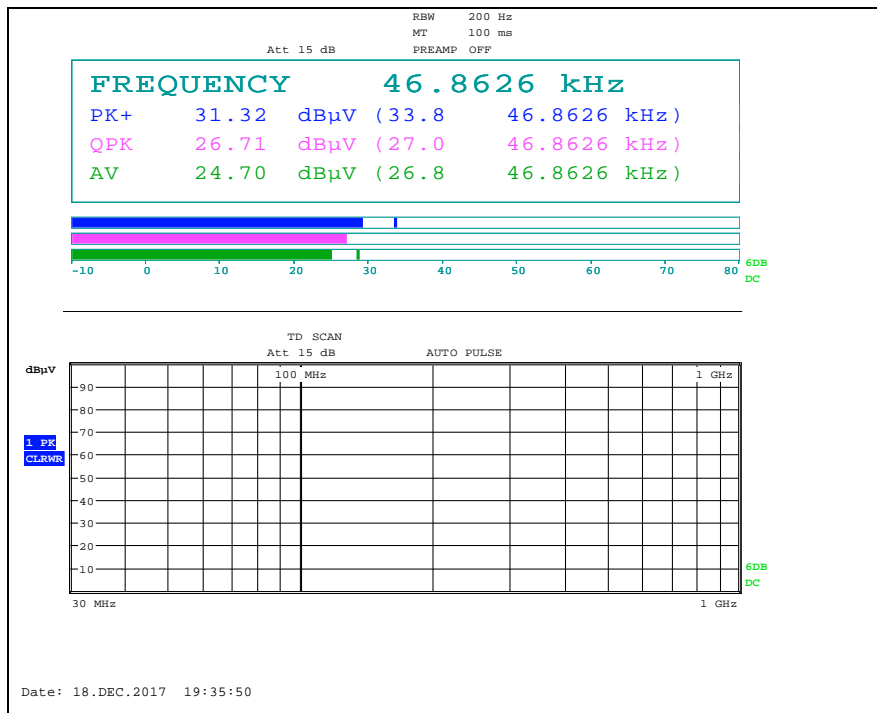 RBW 200 Hz
MT 100 ms
Att 15 dB PREAMP OFF
FREQUENCY 46.8626 kHz
PK+ 31.32 dBµV (33.8 46.8626 kHz)
QPK 26.71 dBµV (27.0 46.8626 kHz)
AV 24.70 dBµV (26.8 46.8626 kHz)
-10 0 10 20 30 40 50 60 70 80
6DB
DC
TD SCAN
Att 15 dB AUTO PULSE
dBµV
100 MHz 1 GHz
90
80
70
1 PK
60
CLRWR
50
40
30
20
10
6DB
DC
30 MHz 1 GHz
Date: 18.DEC.2017 19:35:50